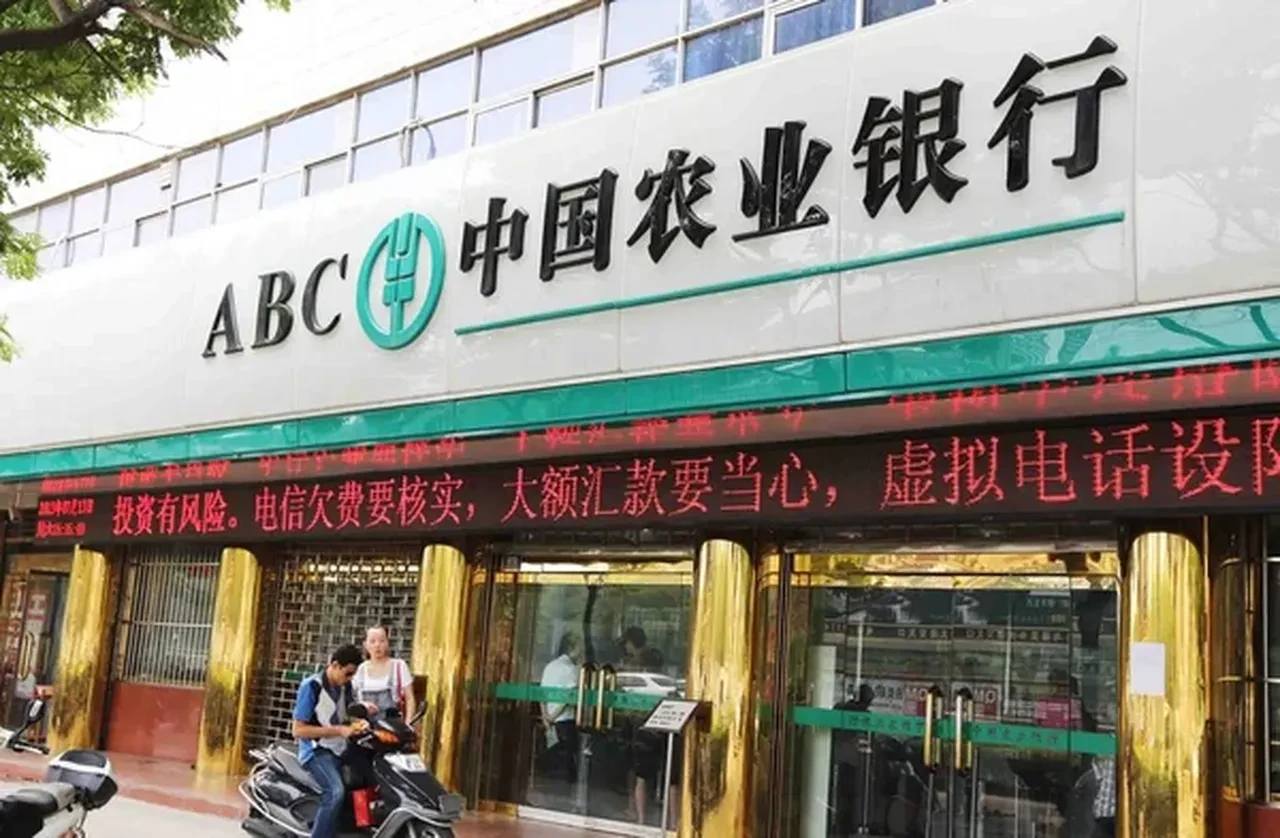 ABC 中国农业银行
投资有风险。电信欠费要核实，大额汇款要当心，虚拟电话设